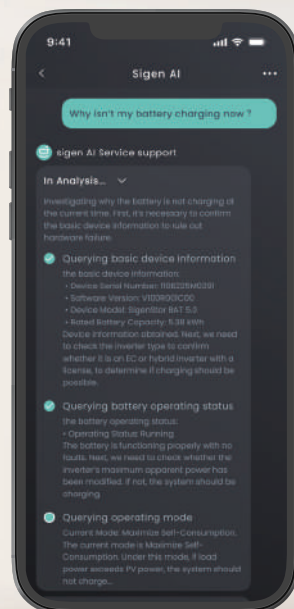 9:41
Sigen AI
Why isn't my battery charging now ?
sigen AI Service support
In Analysis...
Investigating why the battery is not charging at
the current time. First, it's necessary to confirm
the basic device information to rule out
hardware failure.
Querying basic device information
the basic device information:
• Device Serial Number:
• Software Version: V100R001C00
• Device Model: SigenStor BAT 5.0
• Rated Battery Capacity: 5.38 kWh
Device information obtained. Next, we need
to check the inverter type to confirm
whether it is an EC or hybrid inverter with a
license, to determine if charging should be
possible.
Querying battery operating status
the battery operating status:
• Operating Status: Running
The battery is functioning properly with no
faults. Next, we need to check whether the
inverter's maximum apparent power has
been modified. If not, the system should be
charging.
Querying operating mode
Current Mode: Maximize Self-Consumption.
The current mode is Maximize Self-
Consumption. Under this mode, if load
power exceeds PV power, the system should
not charge...